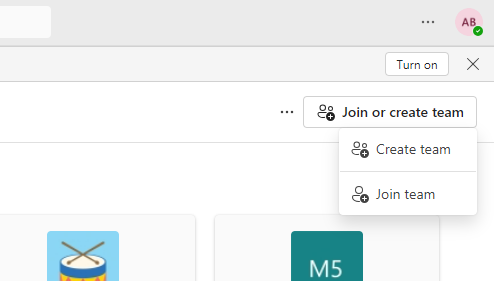 AB
Turn on
Join or create team
Create team
Join team
M5